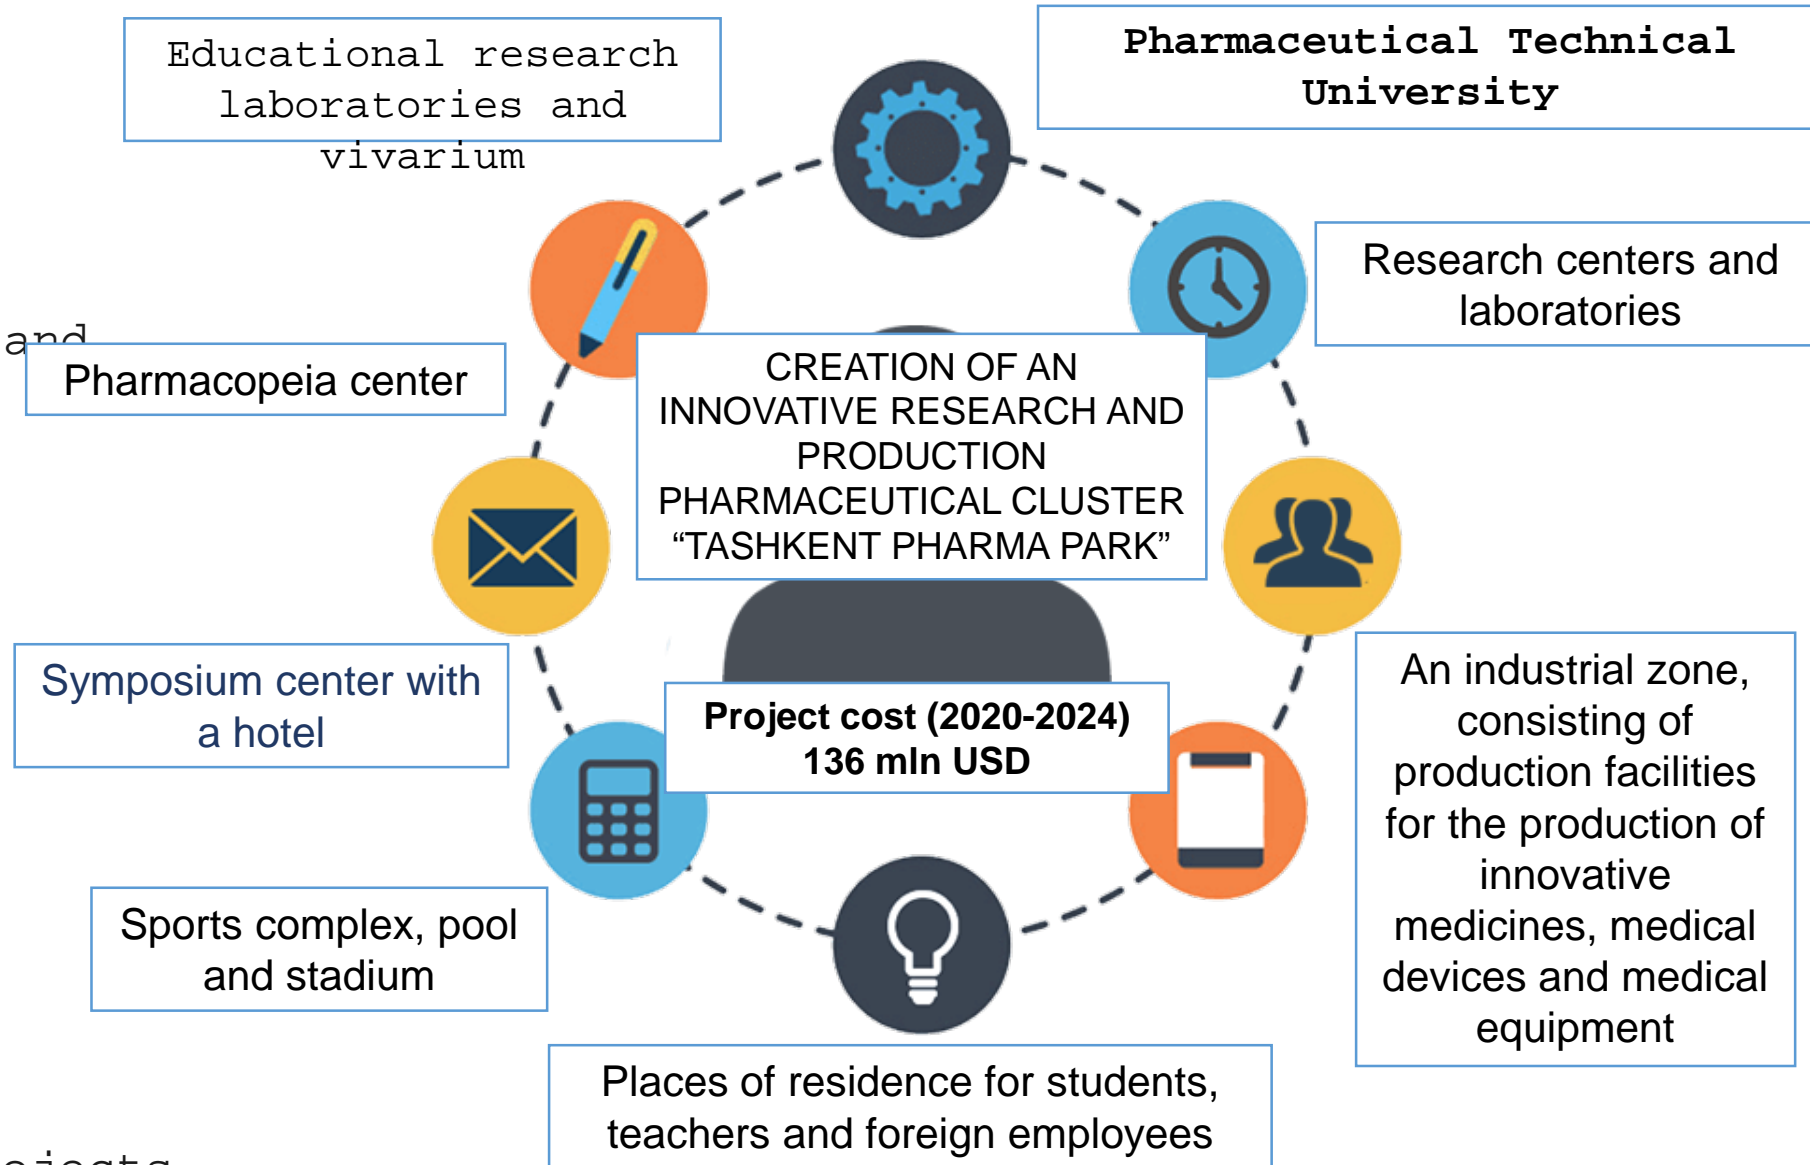 Educational research
laboratories and
vivarium
Pharmaceutical Technical
University
Research centers and
laboratories
and
Pharmacopeia center
CREATION OF AN
INNOVATIVE RESEARCH AND
PRODUCTION
PHARMACEUTICAL CLUSTER
“TASHKENT PHARMA PARK”
Symposium center with
a hotel
Project cost (2020-2024)
136 mln USD
An industrial zone,
consisting of
production facilities
for the production of
innovative
medicines, medical
devices and medical
equipment
Sports complex, pool
and stadium
Places of residence for students,
teachers and foreign employees